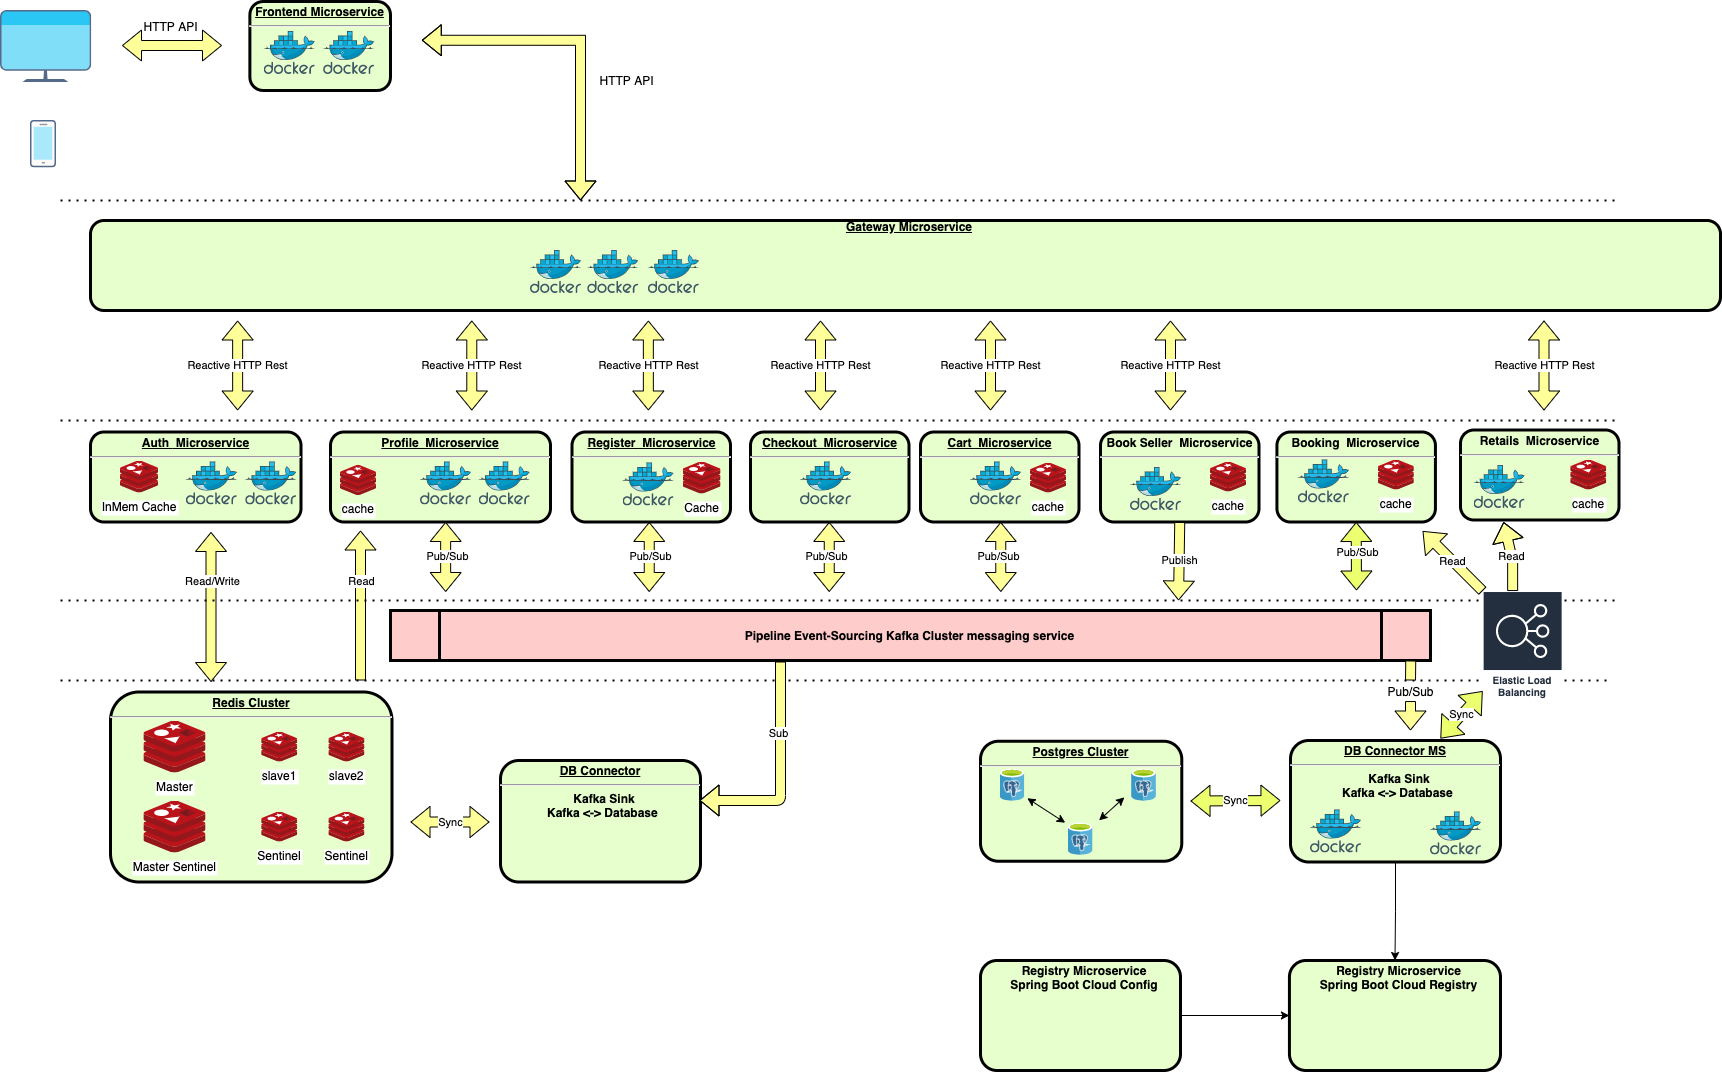 Frontend Microservice
HTTP API
docker docker
HTTP API
Gateway Microservice
docker docker docker
Reactive HTTP Rest
Reactive HTTP Rest
Reactive HTTP Rest
Reactive HTTP Rest
Reactive HTTP Rest
Reactive HTTP Rest
Reactive HTTP Rest
Auth  Microservice
InMem Cache
docker docker
Profile  Microservice
cache
docker docker
Register  Microservice
docker
Cache
Checkout  Microservice
docker
Cart  Microservice
docker
cache
Book Seller  Microservice
docker
cache
Booking  Microservice
docker
cache
Retails  Microservice
docker
cache
Read/Write
Read
Pub/Sub
Pub/Sub
Pub/Sub
Pub/Sub
Publish
Pub/Sub
Read
Read
Pipeline Event-Sourcing Kafka Cluster messaging service
Elastic Load
Balancing
Redis Cluster
Master
slave1
slave2
Master Sentinel
Sentinel
Sentinel
Sync
Sub
DB Connector
Kafka Sink
Kafka <-> Database
Pub/Sub
Sync
Postgres Cluster
Sync
DB Connector MS
Kafka Sink
Kafka <-> Database
docker
docker
Registry Microservice
Spring Boot Cloud Config
Registry Microservice
Spring Boot Cloud Registry